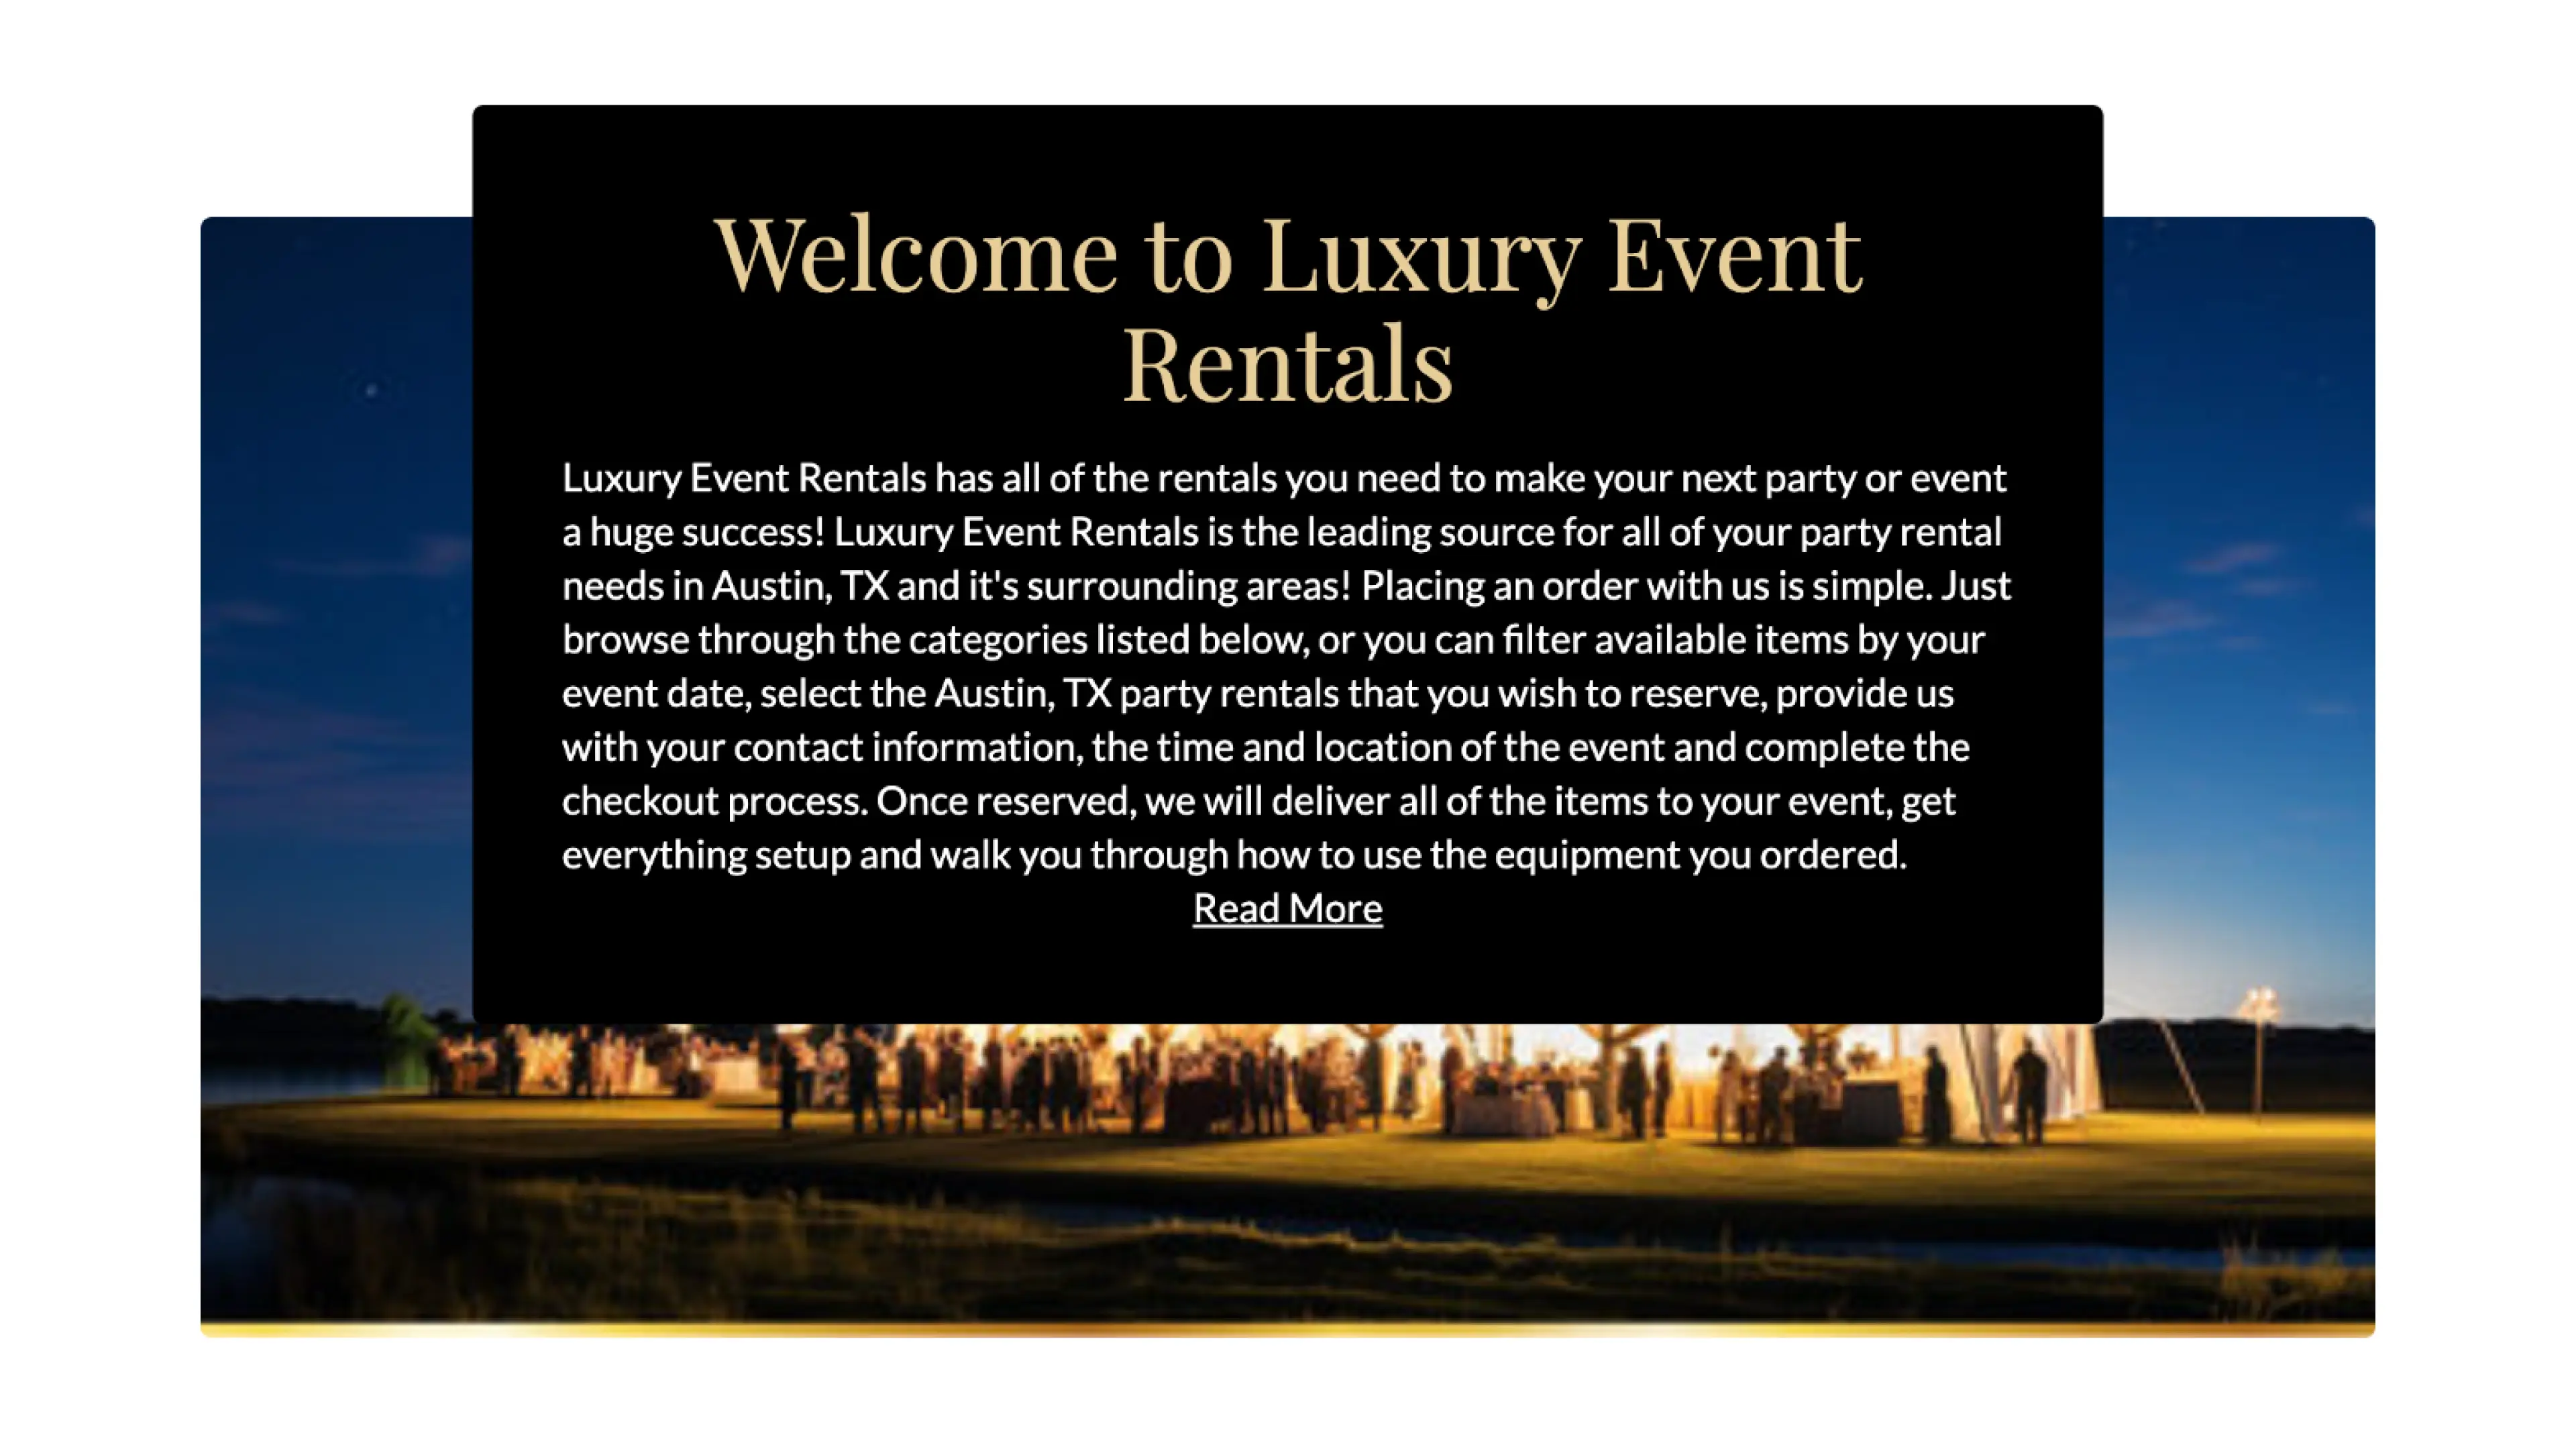 Welcome to Luxury Event
Rentals
Luxury Event Rentals has all of the rentals you need to make your next party or event
a huge success! Luxury Event Rentals is the leading source for all of your party rental
needs in Austin, TX and it's surrounding areas! Placing an order with us is simple. Just
browse through the categories listed below, or you can filter available items by your
event date, select the Austin, TX party rentals that you wish to reserve, provide us
with your contact information, the time and location of the event and complete the
checkout process. Once reserved, we will deliver all of the items to your event, get
everything setup and walk you through how to use the equipment you ordered.
Read More